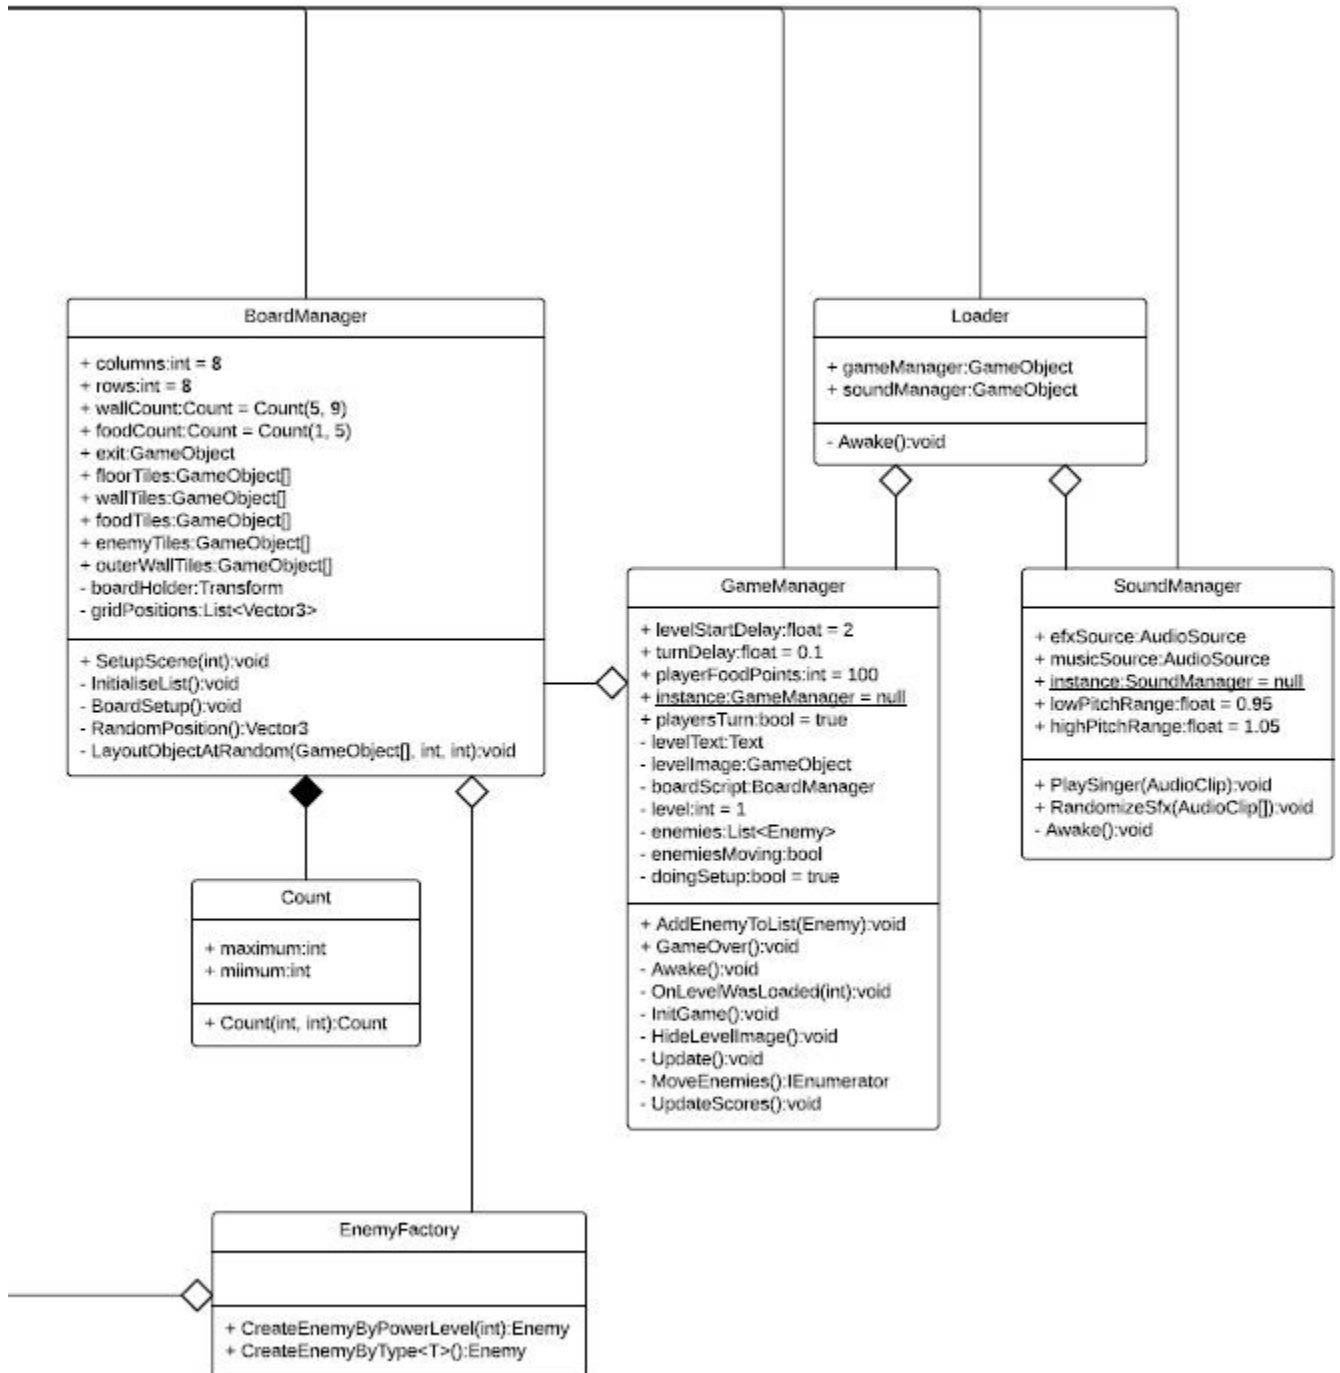 BoardManager
+ columns:int = 8
+ rows:int = 8
+ wallCount:Count = Count(5, 9)
+ foodCount:Count = Count(1, 5)
+ exit:GameObject
+ floorTiles:GameObject[]
+ wallTiles:GameObject[]
+ foodTiles:GameObject[]
+ enemyTiles:GameObject[]
+ outerWallTiles:GameObject[]
- boardHolder:Transform
- gridPositions:List<Vector3>
+ SetupScene(int):void
- InitialiseList():void
- BoardSetup():void
- RandomPosition():Vector3
- LayoutObjectAtRandom(GameObject[], int, int):void
Loader
+ gameManager:GameObject
+ soundManager:GameObject
- Awake():void
GameManager
+ levelStartDelay:float = 2
+ turnDelay:float = 0.1
+ playerFoodPoints:int = 100
+ instance:GameManager = null
+ playersTurn:bool = true
- levelText:Text
- levelImage:GameObject
- boardScript:BoardManager
- level:int = 1
- enemies:List<Enemy>
- enemiesMoving:bool
- doingSetup:bool = true
+ AddEnemyToList(Enemy):void
+ GameOver():void
- Awake():void
- OnLevelWasLoaded(int):void
- InitGame():void
- HideLevelImage():void
- Update():void
- MoveEnemies():IEnumerator
- UpdateScores():void
SoundManager
+ efxSource:AudioSource
+ musicSource:AudioSource
+ instance:SoundManager = null
+ lowPitchRange:float = 0.95
+ highPitchRange:float = 1.05
+ PlaySinger(AudioClip):void
+ RandomizeSfx(AudioClip[]):void
- Awake():void
Count
+ maximum:int
+ miimum:int
+ Count(int, int):Count
EnemyFactory
+ CreateEnemyByPowerLevel(int):Enemy
+ CreateEnemyByType<T>():Enemy